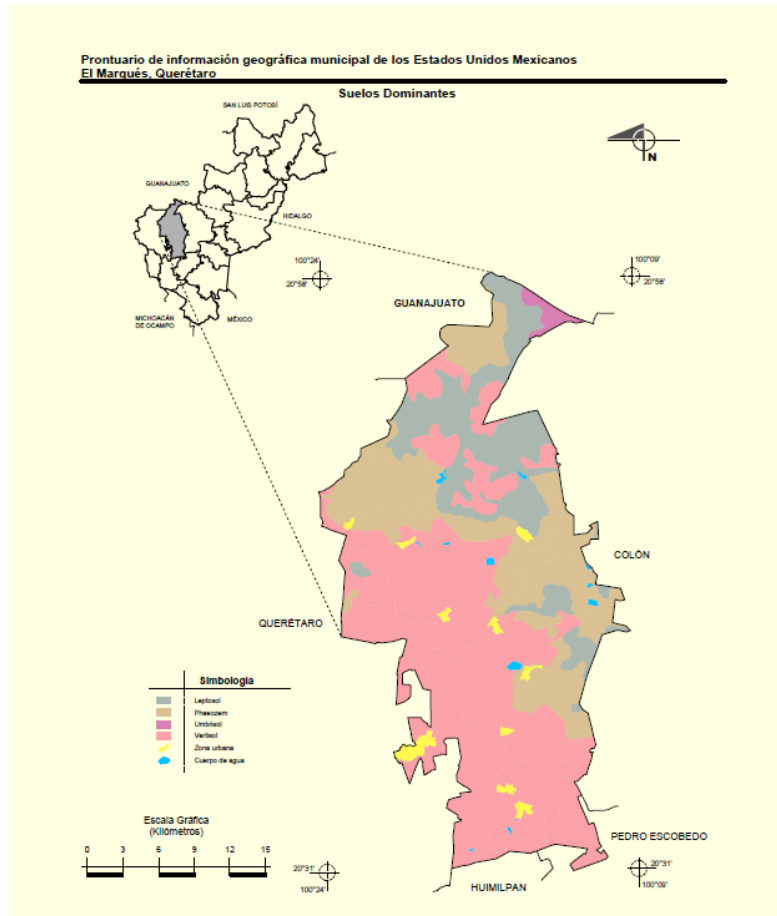 Prontuario de información geográfica municipal de los Estados Unidos Mexicanos
El Marqués, Querétaro
Suelos Dominantes
SAN LUIS POTOSÍ
GUANAJUATO
HIDALGO
MICHOACÁN
DE OCAMPO
MÉXICO
N
100°24'
20°58'
100°09'
20°58'
GUANAJUATO
COLÓN
QUERÉTARO
Simbología
Leptosol
Phaeozem
Umbrisol
Vertisol
Zona urbana
Cuerpo de agua
Escala Gráfica
(Kilómetros)
0 3 6 9 12 15
PEDRO ESCOBEDO
20°31'
100°24'
HUIMILPAN
20°31'
100°09'